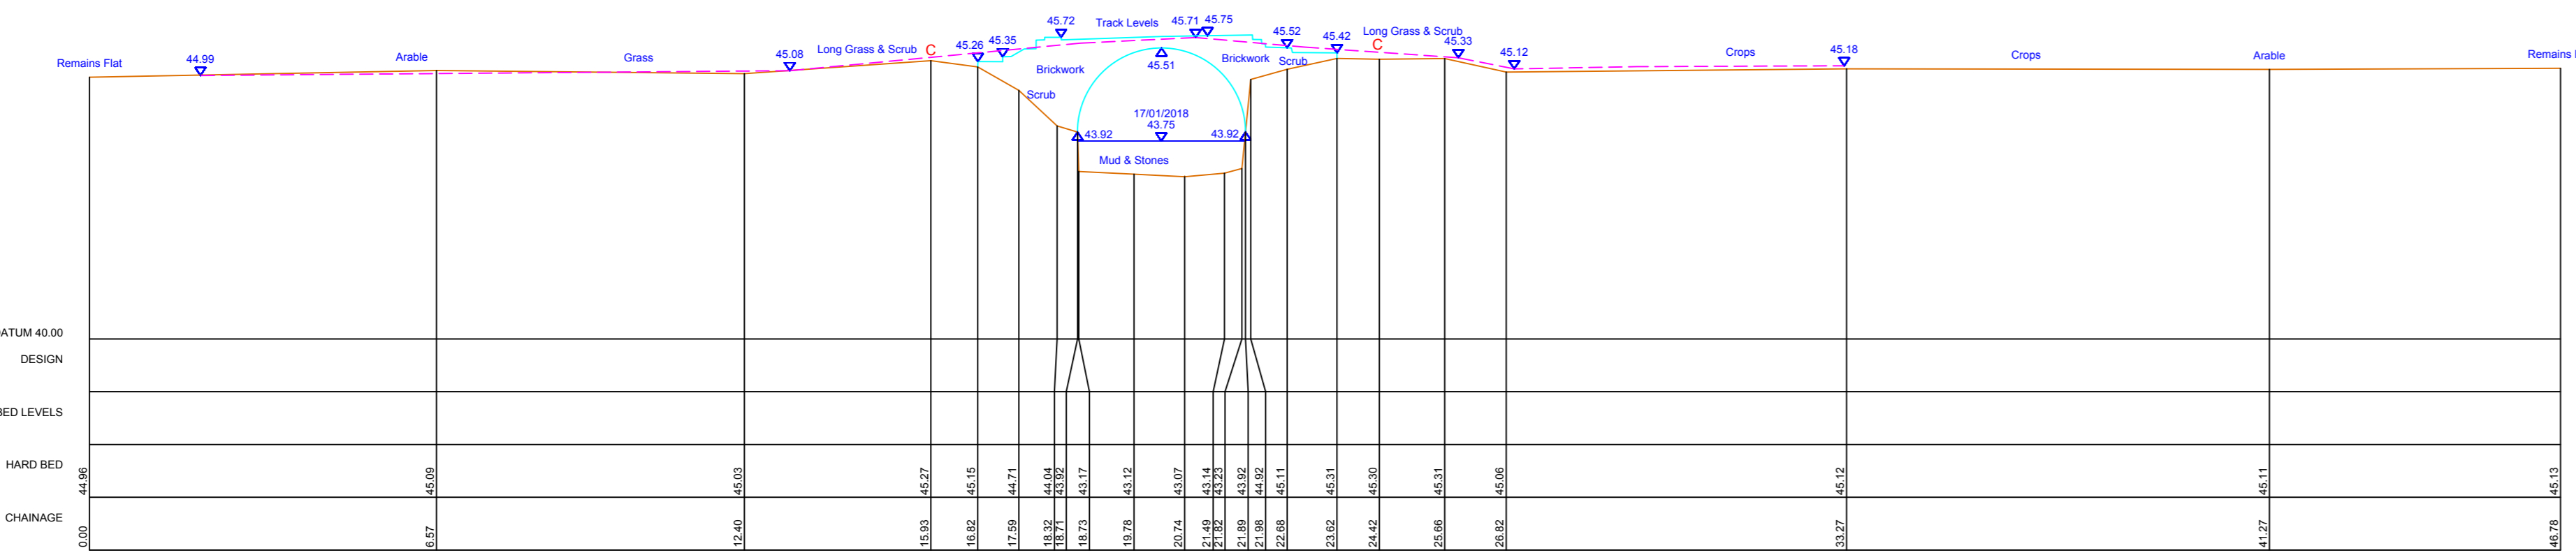 45.72 Track Levels 45.71 45.75
Remains Flat 44.99 Arable Grass 45.08 Long Grass & Scrub C 45.26 45.35 45.52 45.42 Long Grass & Scrub C 45.33 45.12 Crops 45.18 Crops Arable Remains
Brickwork 45.51 Brickwork Scrub
Scrub
17/01/2018
43.75
43.92 43.92
Mud & Stones
ATUM 40.00
DESIGN
BED LEVELS
HARD BED 44.96 45.09 45.03 45.27 45.15 44.71 44.04 43.92 43.17 43.12 43.07 43.14 43.23 43.92 44.92 45.11 45.31 45.30 45.31 45.06 45.12 45.11 45.13
CHAINAGE 0.00 6.57 12.40 15.93 16.82 17.59 18.32 18.71 18.73 19.78 20.74 21.49 21.82 21.89 21.98 22.68 23.62 24.42 25.66 26.82 33.27 41.27 46.78